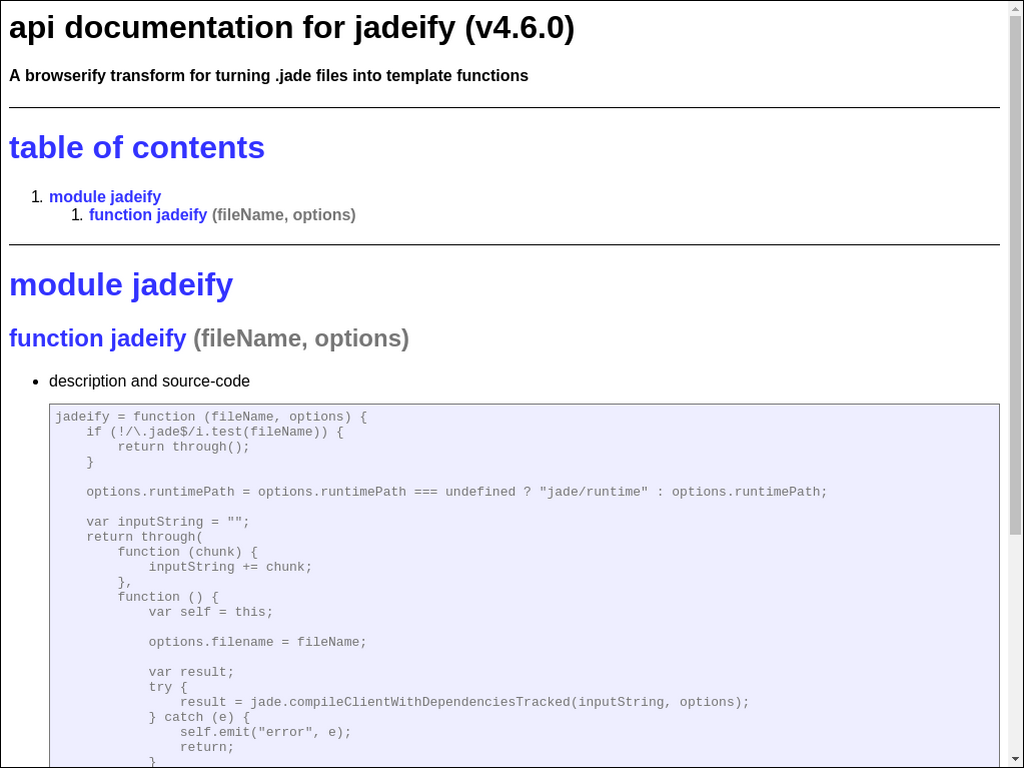 api documentation for jadeify (v4.6.0)
A browserify transform for turning .jade files into template functions
table of contents
1. module jadeify
1. function jadeify (fileName, options)
module jadeify
function jadeify (fileName, options)
• description and source-code
jadeify = function (fileName, options) {
    if (!/\.jade$/i.test(fileName)) {
        return through();
    }
    options.runtimePath = options.runtimePath === undefined ? "jade/runtime" : options.runtimePath;
    var inputString = "";
    return through(
        function (chunk) {
            inputString += chunk;
        },
        function () {
            var self = this;
            options.filename = fileName;
            var result;
            try {
                result = jade.compileClientWithDependenciesTracked(inputString, options);
            } catch (e) {
                self.emit("error", e);
                return;
            }